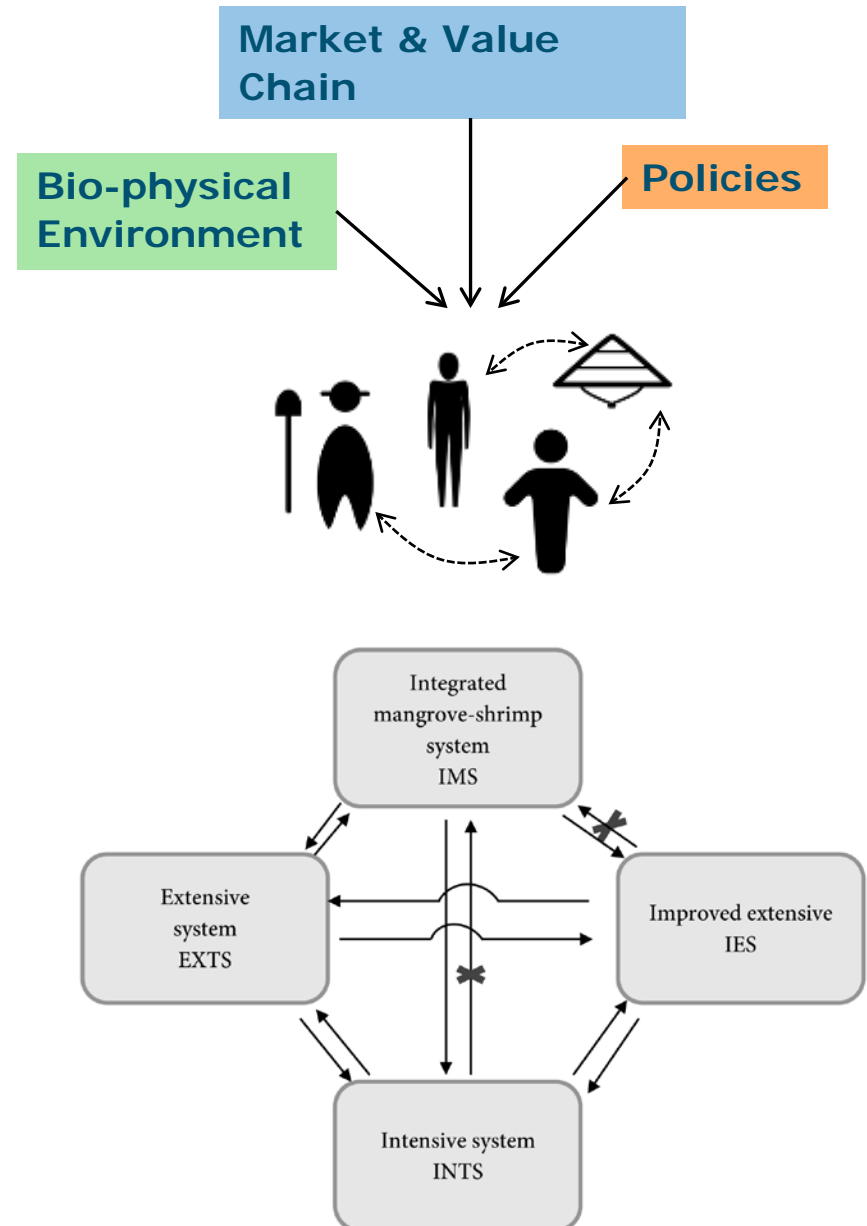 Market & Value
Chain
Bio-physical
Environment
Policies
Integrated
mangrove-shrimp
system
IMS
Extensive
system
EXTS
Improved extensive
IES
Intensive system
INTS